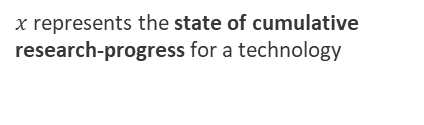 x represents the state of cumulative
research-progress for a technology